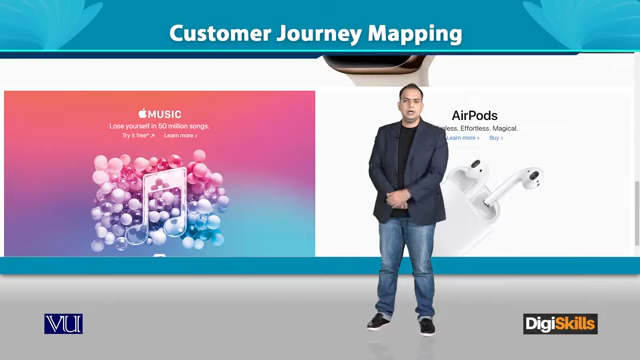 Customer Journey Mapping
MUSIC
Lose yourself in 50 million songs.
Try it free* ↗ Learn more ›
AirPods
less. Effortless. Magical.
Learn more › Buy ›
VU
DigiSkills